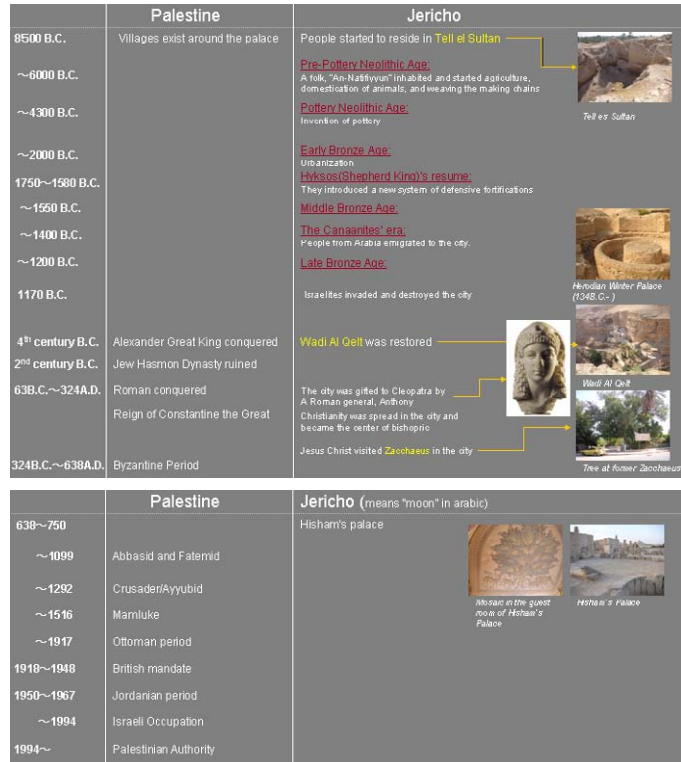 Palestine
Jericho
8500 B.C.
Villages exist around the palace
People started to reside in Tell el Sultan
~6000 B.C.
Pre-Pottery Neolithic Age:
A folk, "An-Natifiyyun" inhabited and started agriculture,
domestication of animals, and weaving the making chains
~4300 B.C.
Pottery Neolithic Age:
Invention of pottery
Tell es Sultan
~2000 B.C.
Early Bronze Age:
Urbanization
1750~1580 B.C.
Hyksos(Shepherd King)'s resume:
They introduced a new system of defensive fortifications
~1550 B.C.
Middle Bronze Age:
~1400 B.C.
The Canaanites' era:
People from Arabia emigrated to the city.
~1200 B.C.
Late Bronze Age:
Herodian Winter Palace
(134B.C.- )
1170 B.C.
Israelites invaded and destroyed the city
4th century B.C.
Alexander Great King conquered
Wadi Al Qelt was restored
2nd century B.C.
Jew Hasmon Dynasty ruined
Wadi Al Qelt
63B.C.~324A.D.
Roman conquered
The city was gifted to Cleopatra by
A Roman general, Anthony
Reign of Constantine the Great
Christianity was spread in the city and
became the center of bishopric
Jesus Christ visited Zacchaeus in the city
324B.C.~638A.D.
Byzantine Period
Tree at former Zacchaeus
Palestine
Jericho (means "moon" in arabic)
638~750
Hisham's palace
~1099
Abbasid and Fatemid
~1292
Crusader/Ayyubid
Mosaic in the guest
room of Hisham's
Palace
Hisham's Palace
~1516
Mamluke
~1917
Ottoman period
1918~1948
British mandate
1950~1967
Jordanian period
~1994
Israeli Occupation
1994~
Palestinian Authority